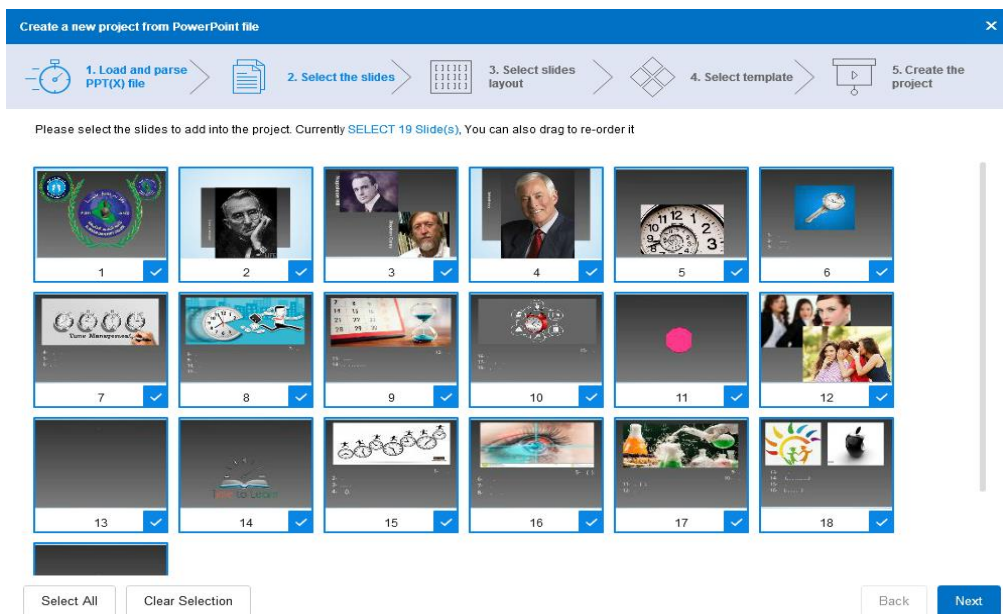 Create a new project from PowerPoint file
1. Load and parse
PPT(X) file
2. Select the slides
3. Select slides
layout
4. Select template
5. Create the
project
Please select the slides to add into the project. Currently SELECT 19 Slide(s), You can also drag to re-order it
1
2
3
4
5
6
7
8
9
10
11
12
13
14
15
16
17
18
Time Management
Select All
Clear Selection
Back
Next